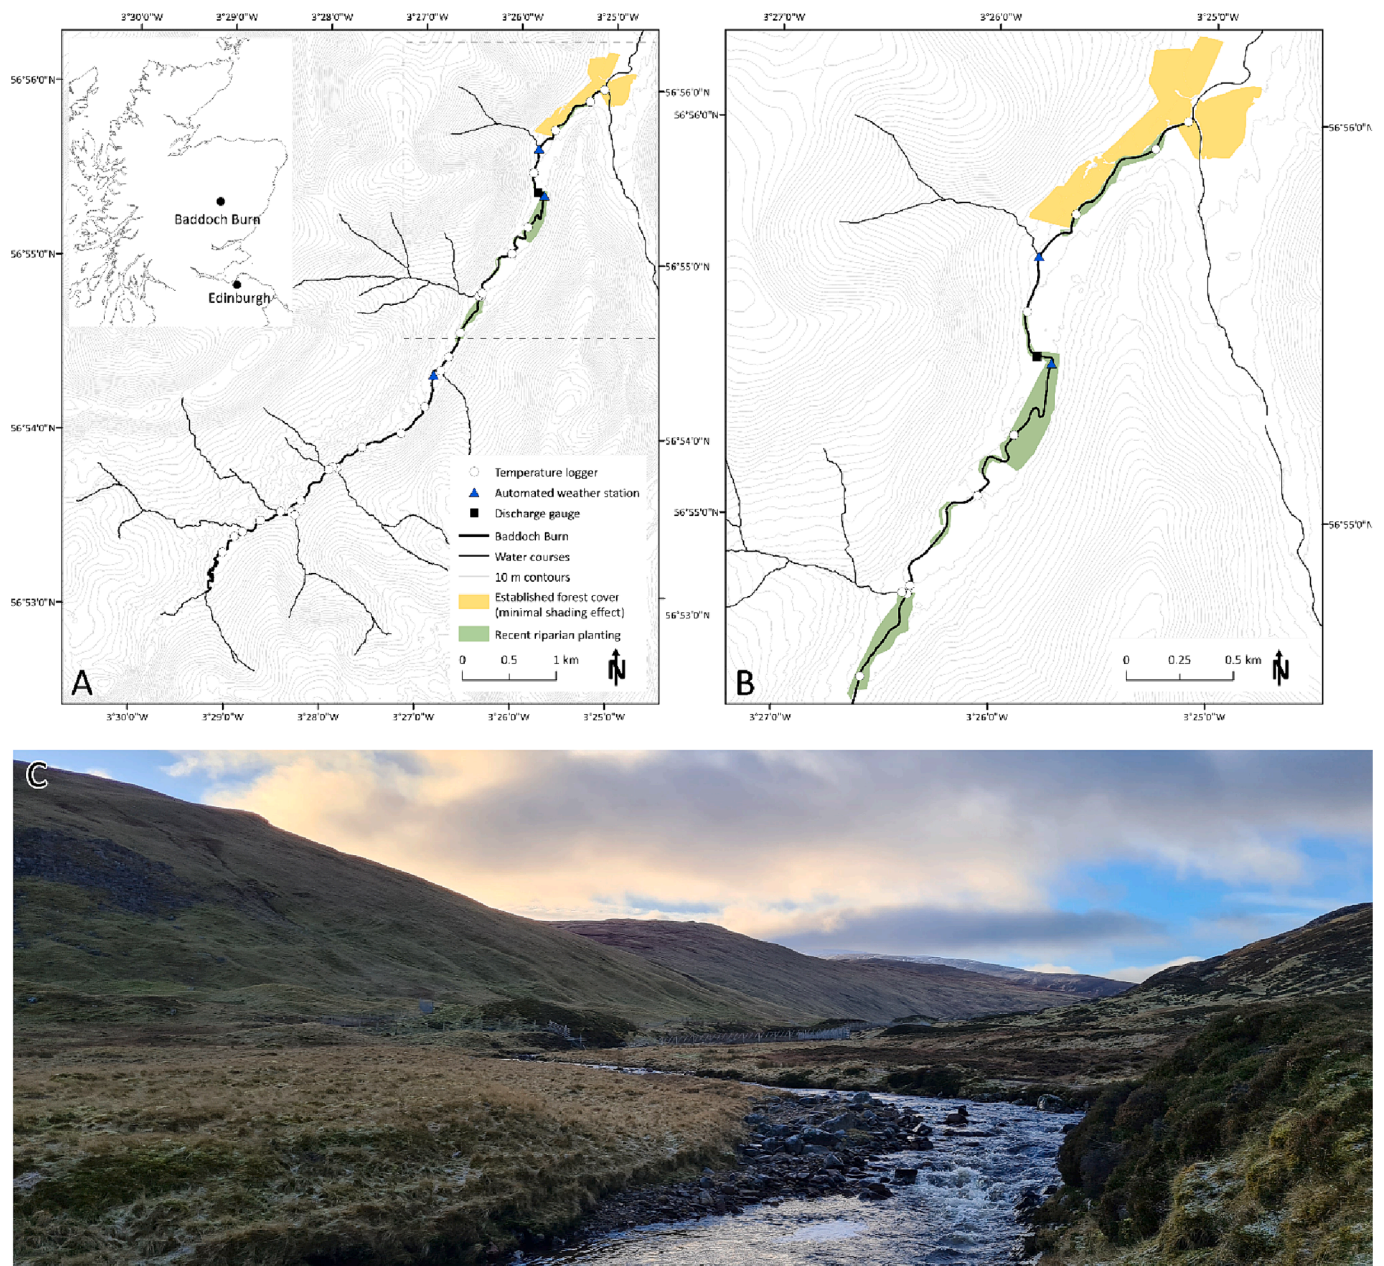 3°30'0"W 3°29'0"W 3°28'0"W 3°27'0"W 3°26'0"W 3°25'0"W
56°56'0"N
56°55'0"N
56°54'0"N
56°53'0"N
Baddoch Burn
Edinburgh
56°56'0"N
56°55'0"N
56°54'0"N
56°53'0"N
Temperature logger
Automated weather station
Discharge gauge
Baddoch Burn
Water courses
10 m contours
Established forest cover
(minimal shading effect)
Recent riparian planting
0 0.5 1 km
N
A
3°30'0"W 3°29'0"W 3°28'0"W 3°27'0"W 3°26'0"W 3°25'0"W
3°27'0"W 3°26'0"W 3°25'0"W
56°56'0"N
56°55'0"N
56°56'0"N
56°55'0"N
0 0.25 0.5 km
N
B
3°27'0"W 3°26'0"W 3°25'0"W
C